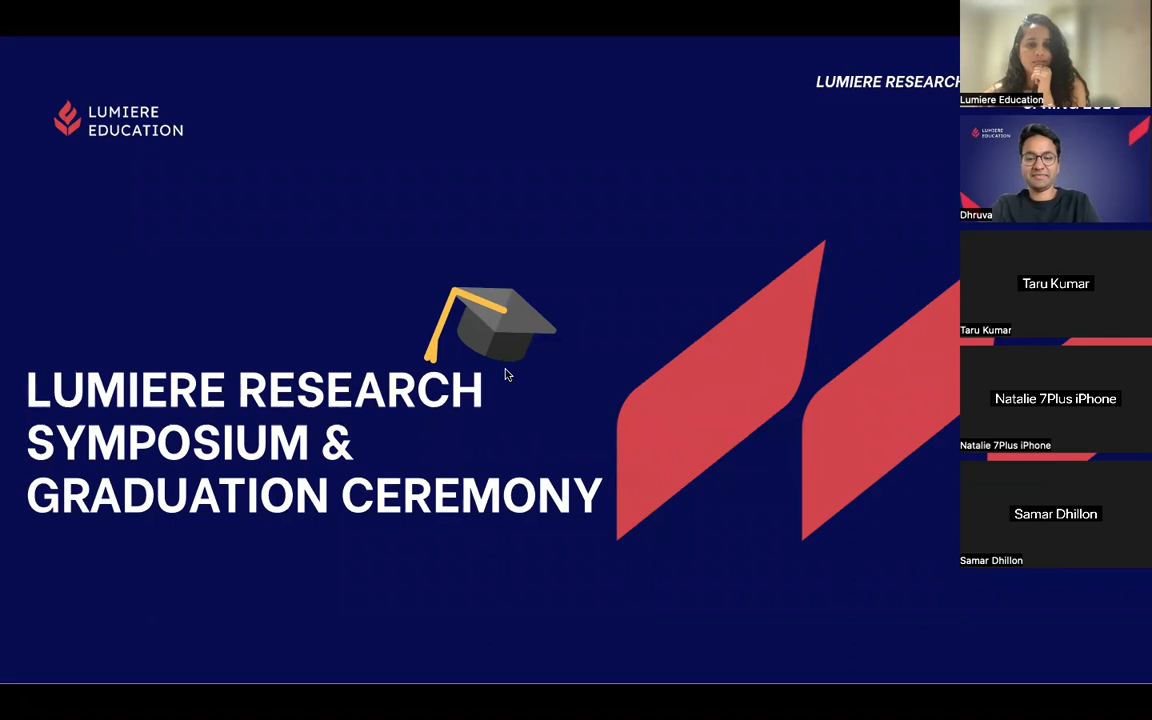 LUMIERE
EDUCATION
LUMIERE RESEARCH
LUMIERE RESEARCH
SYMPOSIUM &
GRADUATION CEREMONY
Lumiere Education
LUMIERE
EDUCATION
Dhruva
Taru Kumar
Taru Kumar
Natalie 7Plus iPhone
Natalie 7Plus iPhone
Samar Dhillon
Samar Dhillon